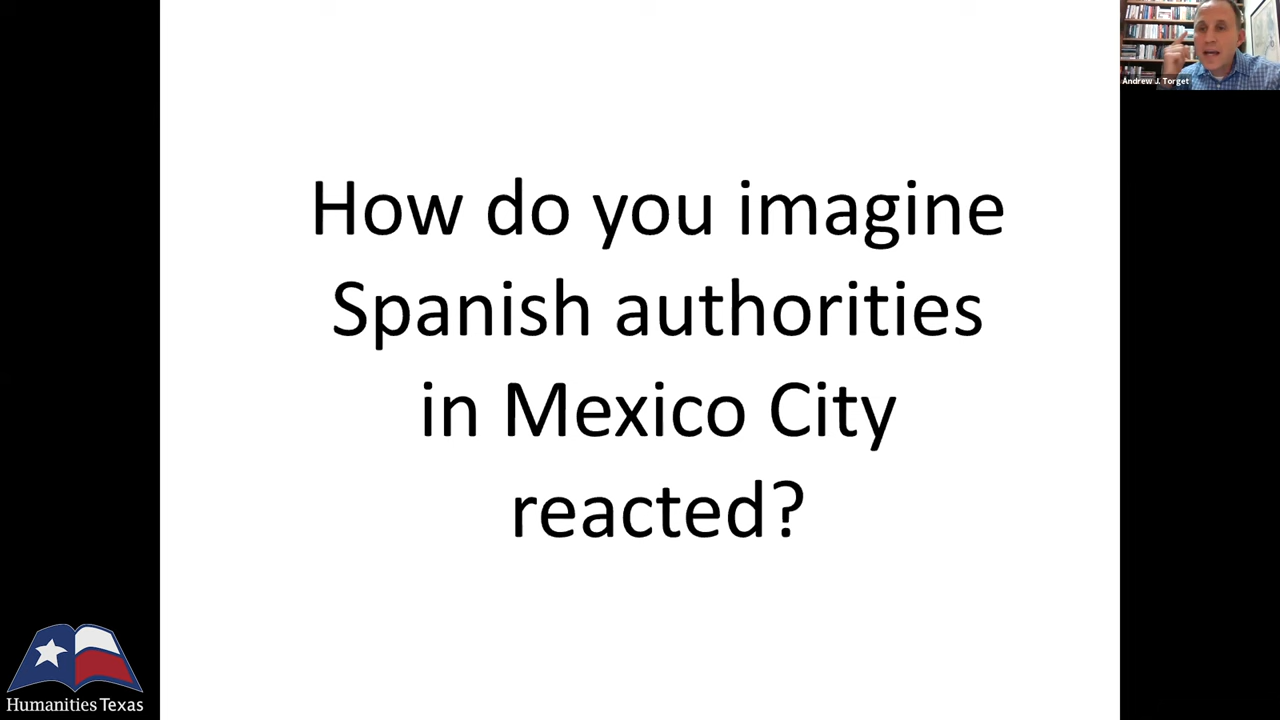 Andrew J. Torget
How do you imagine
Spanish authorities
in Mexico City
reacted?
Humanities Texas